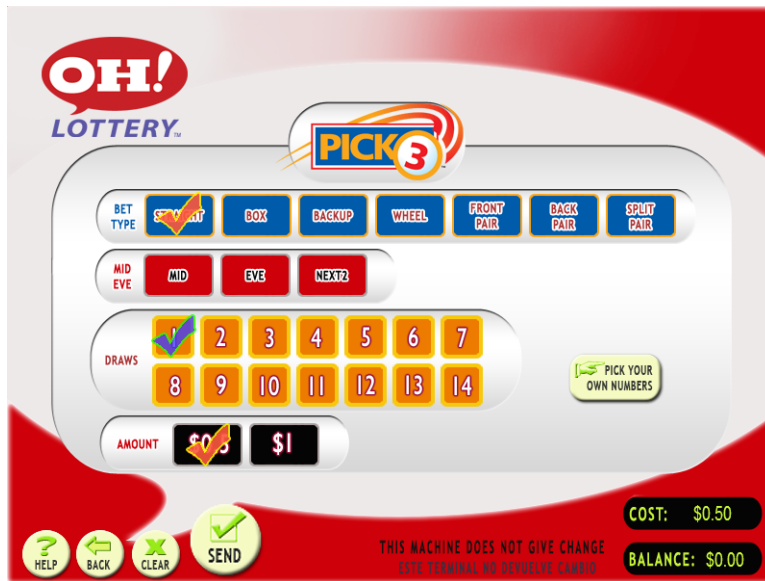 OH!
LOTTERY™
PICK 3
BET TYPE
BOX
BACKUP
WHEEL
FRONT PAIR
BACK PAIR
SPLIT PAIR
MID EVE
MID
EVE
NEXT2
DRAWS
1 2 3 4 5 6 7
8 9 10 11 12 13 14
PICK YOUR
OWN NUMBERS
AMOUNT
$1
COST: $0.50
BALANCE: $0.00
HELP
BACK
CLEAR
SEND
THIS MACHINE DOES NOT GIVE CHANGE
ESTE TERMINAL NO DEVUELVE CAMBIO